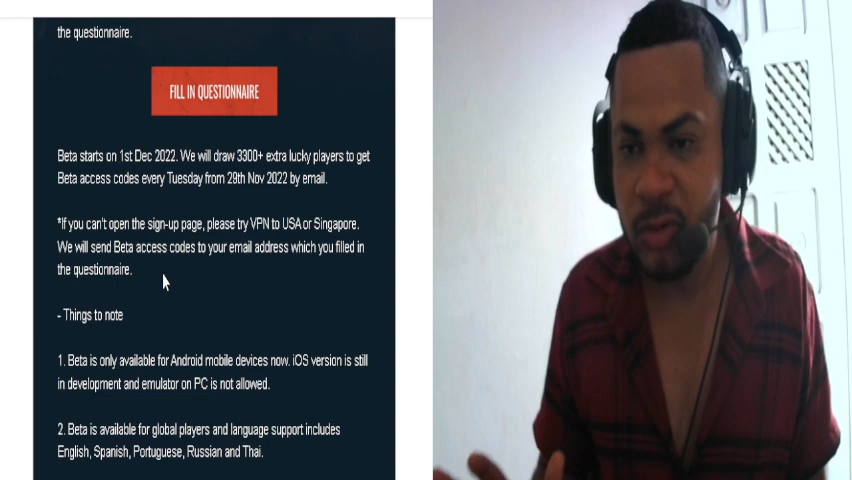 the questionnaire.
FILL IN QUESTIONNAIRE
Beta starts on 1st Dec 2022. We will draw 3300+ extra lucky players to get
Beta access codes every Tuesday from 29th Nov 2022 by email.
*If you can't open the sign-up page, please try VPN to USA or Singapore.
We will send Beta access codes to your email address which you filled in
the questionnaire.
- Things to note
1. Beta is only available for Android mobile devices now. iOS version is still
in development and emulator on PC is not allowed.
2. Beta is available for global players and language support includes
English, Spanish, Portuguese, Russian and Thai.